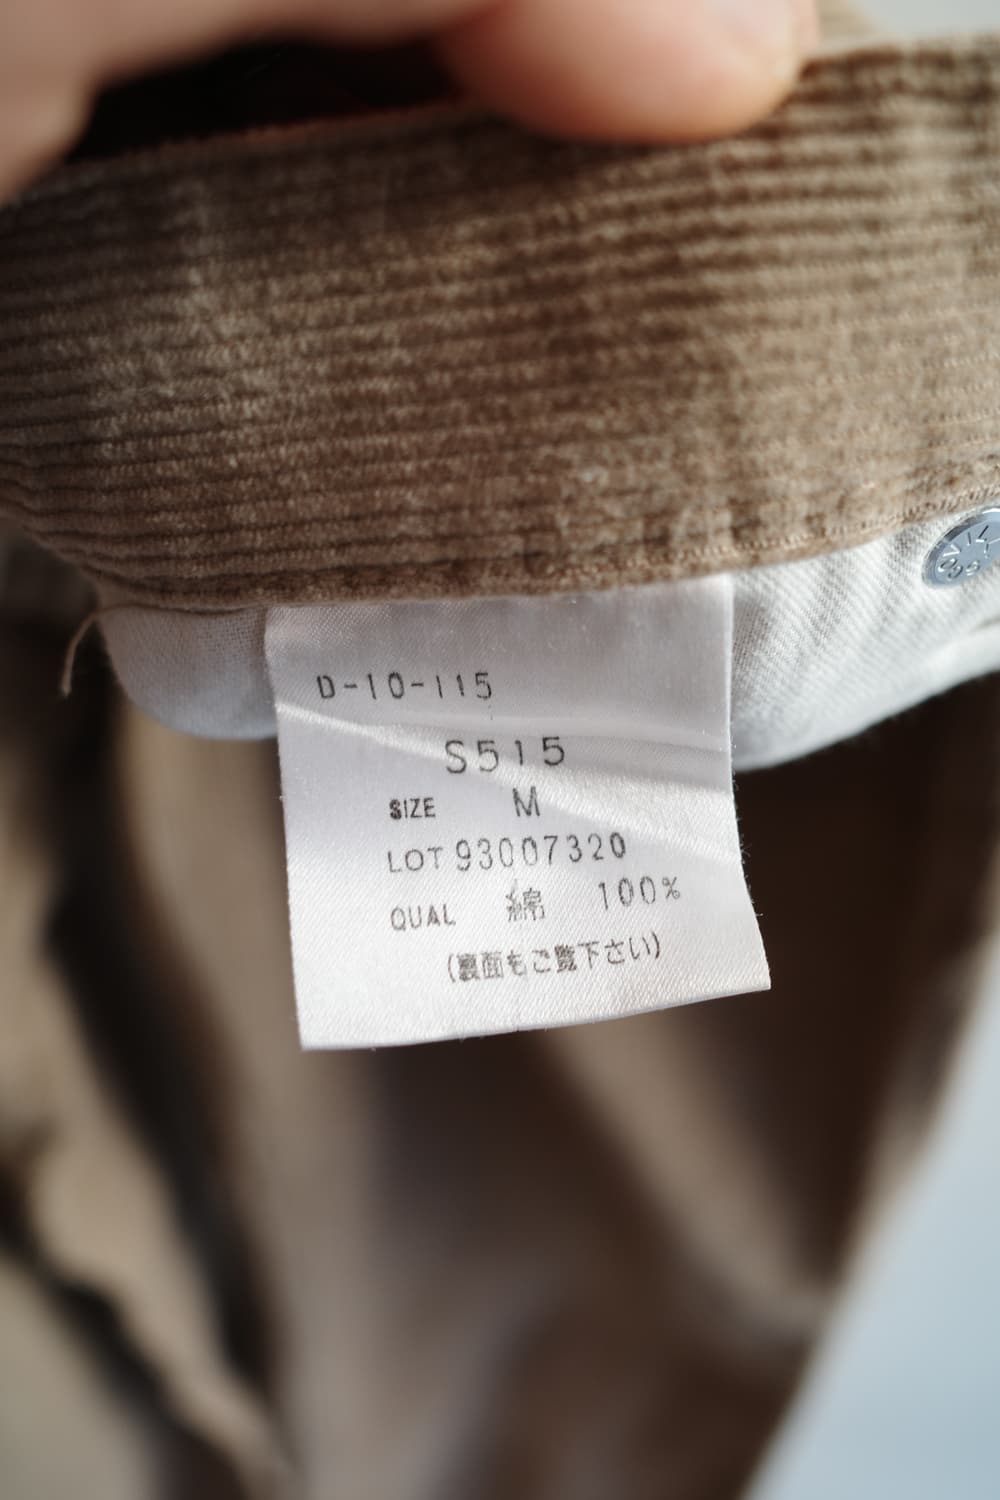 D-10-115
S515
SIZE M
LOT 93007320
QUAL 綿 100%
(裏面もご覧下さい)